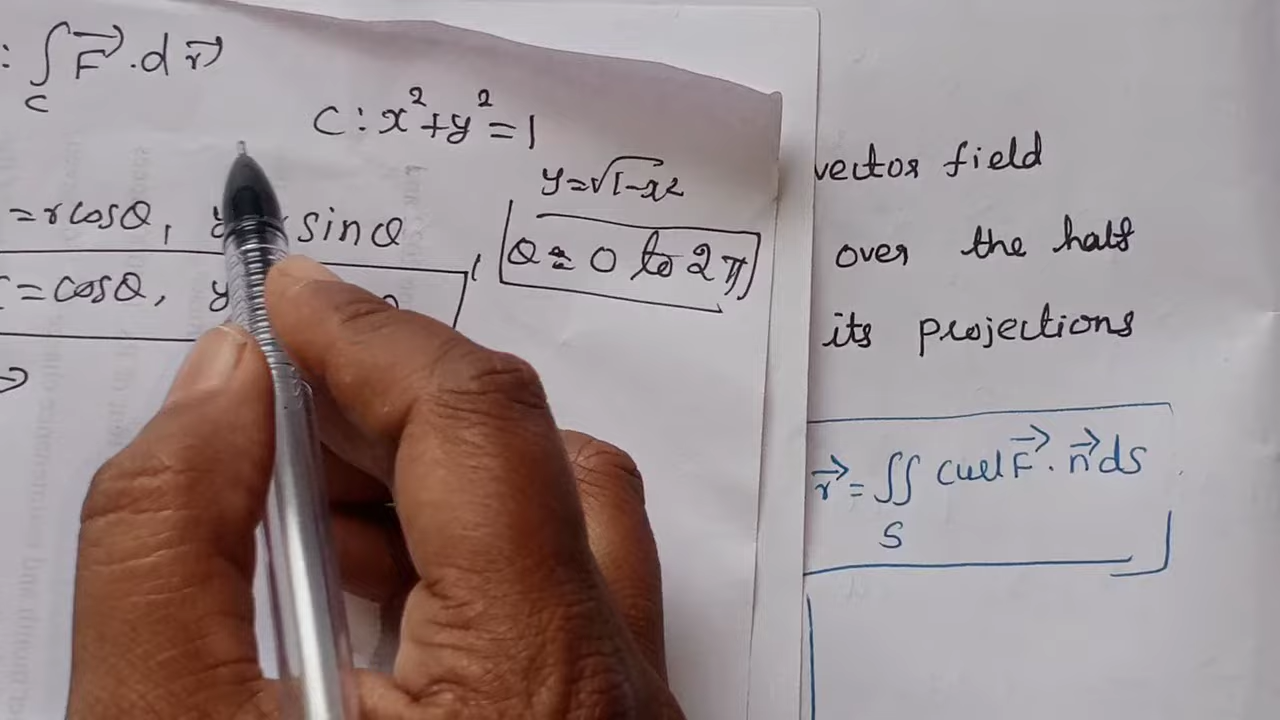 : ∫ F⃗ . d r⃗
C
C : x² + y² = 1
y = √1-x²
= r cos θ, y sin θ
θ = 0 to 2π
= cos θ, y
vector field
over the half
its projections
r⃗ = ∬ curl F⃗ . n⃗ ds
S